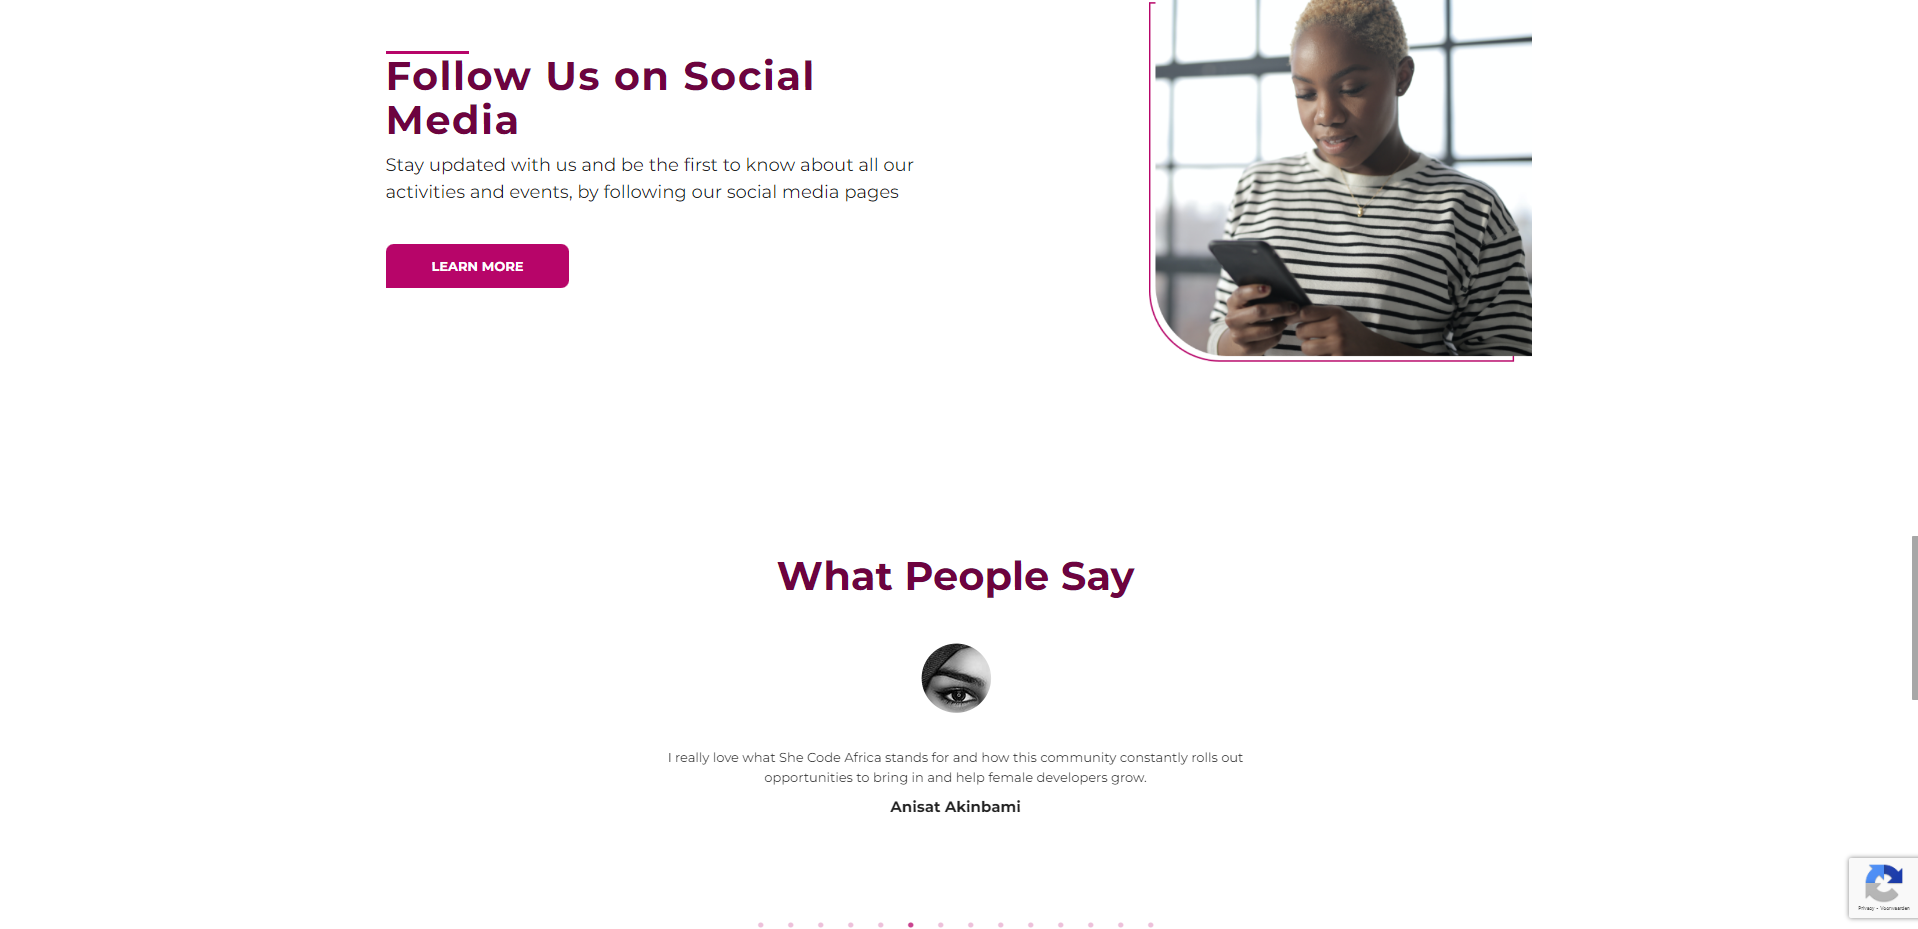 Follow Us on Social
Media
Stay updated with us and be the first to know about all our
activities and events, by following our social media pages
LEARN MORE
What People Say
I really love what She Code Africa stands for and how this community constantly rolls out
opportunities to bring in and help female developers grow.
Anisat Akinbami
Privacy - Voorwaarden